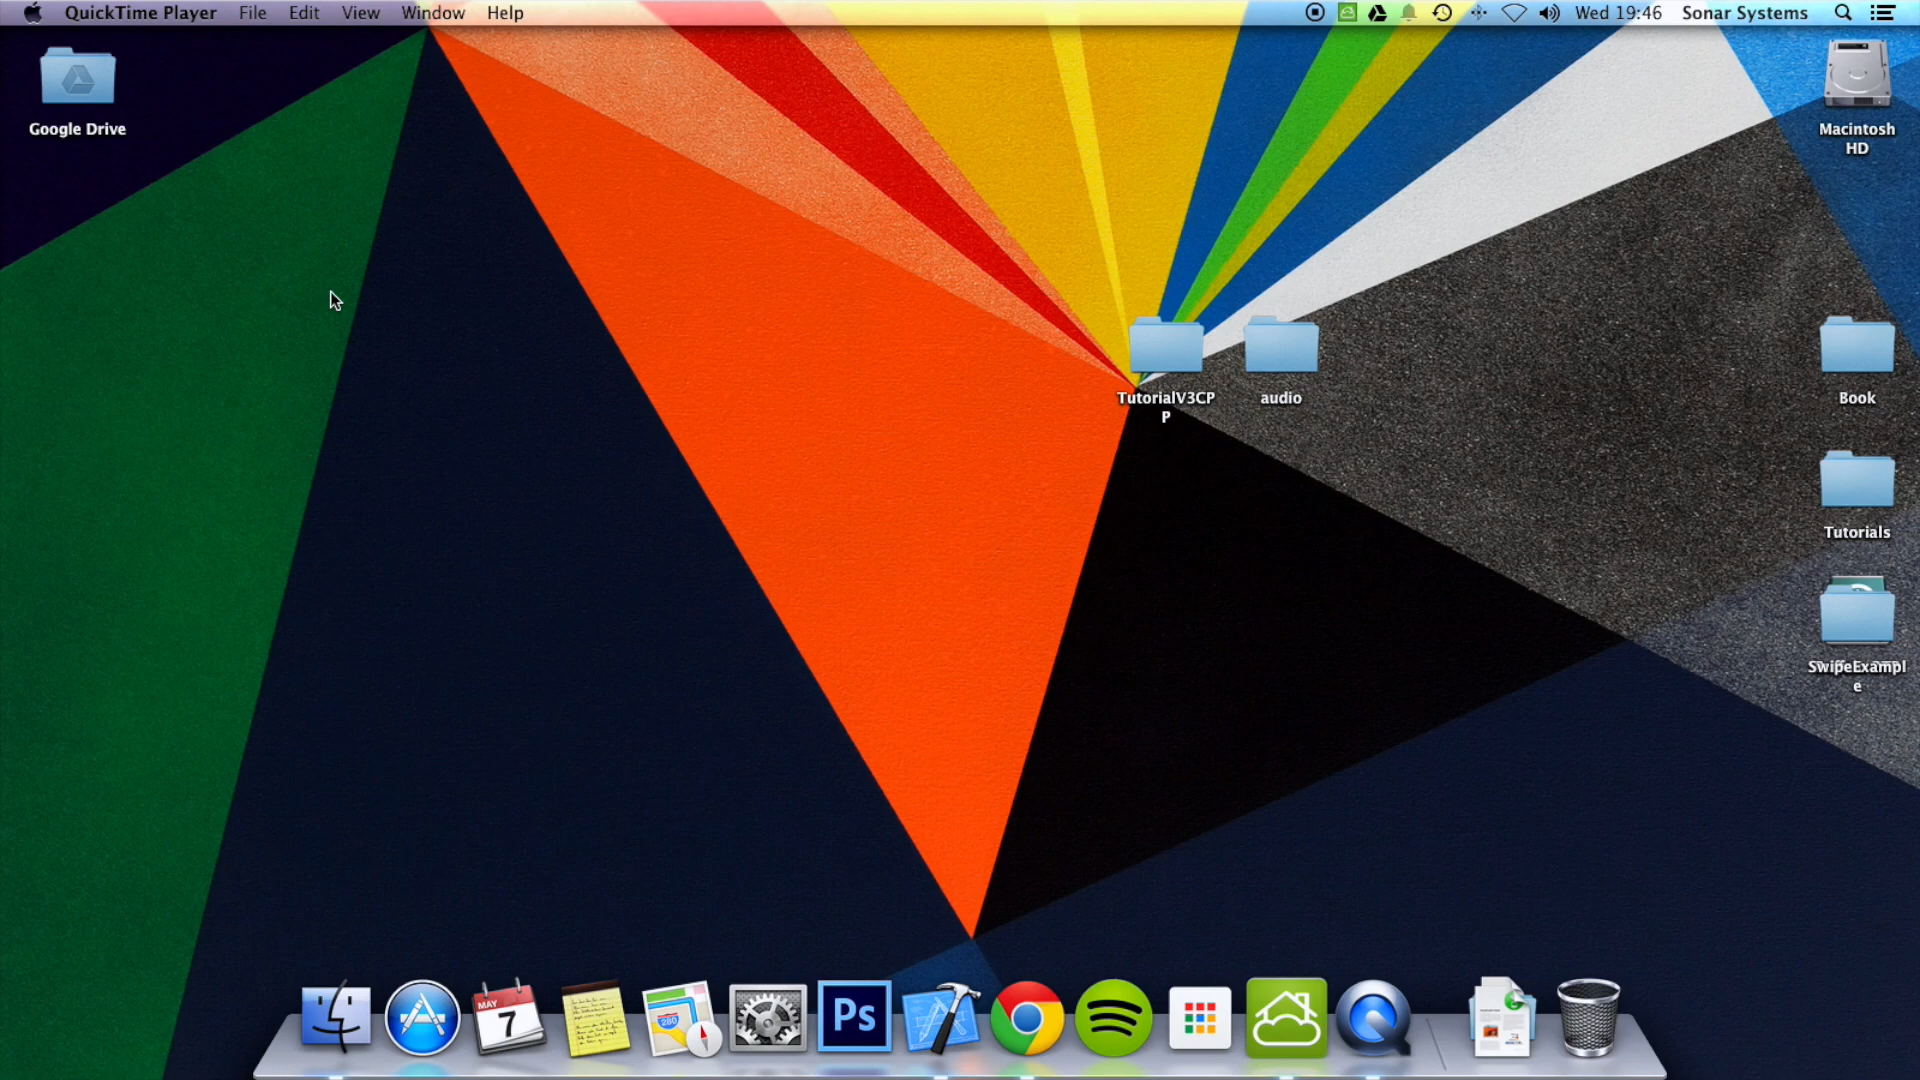 QuickTime Player File Edit View Window Help Wed 19:46 Sonar Systems
Google Drive
Macintosh
HD
TutorialV3CP
P
audio
Book
Tutorials
SwipeExampl
e
MAY
7
280
Ps